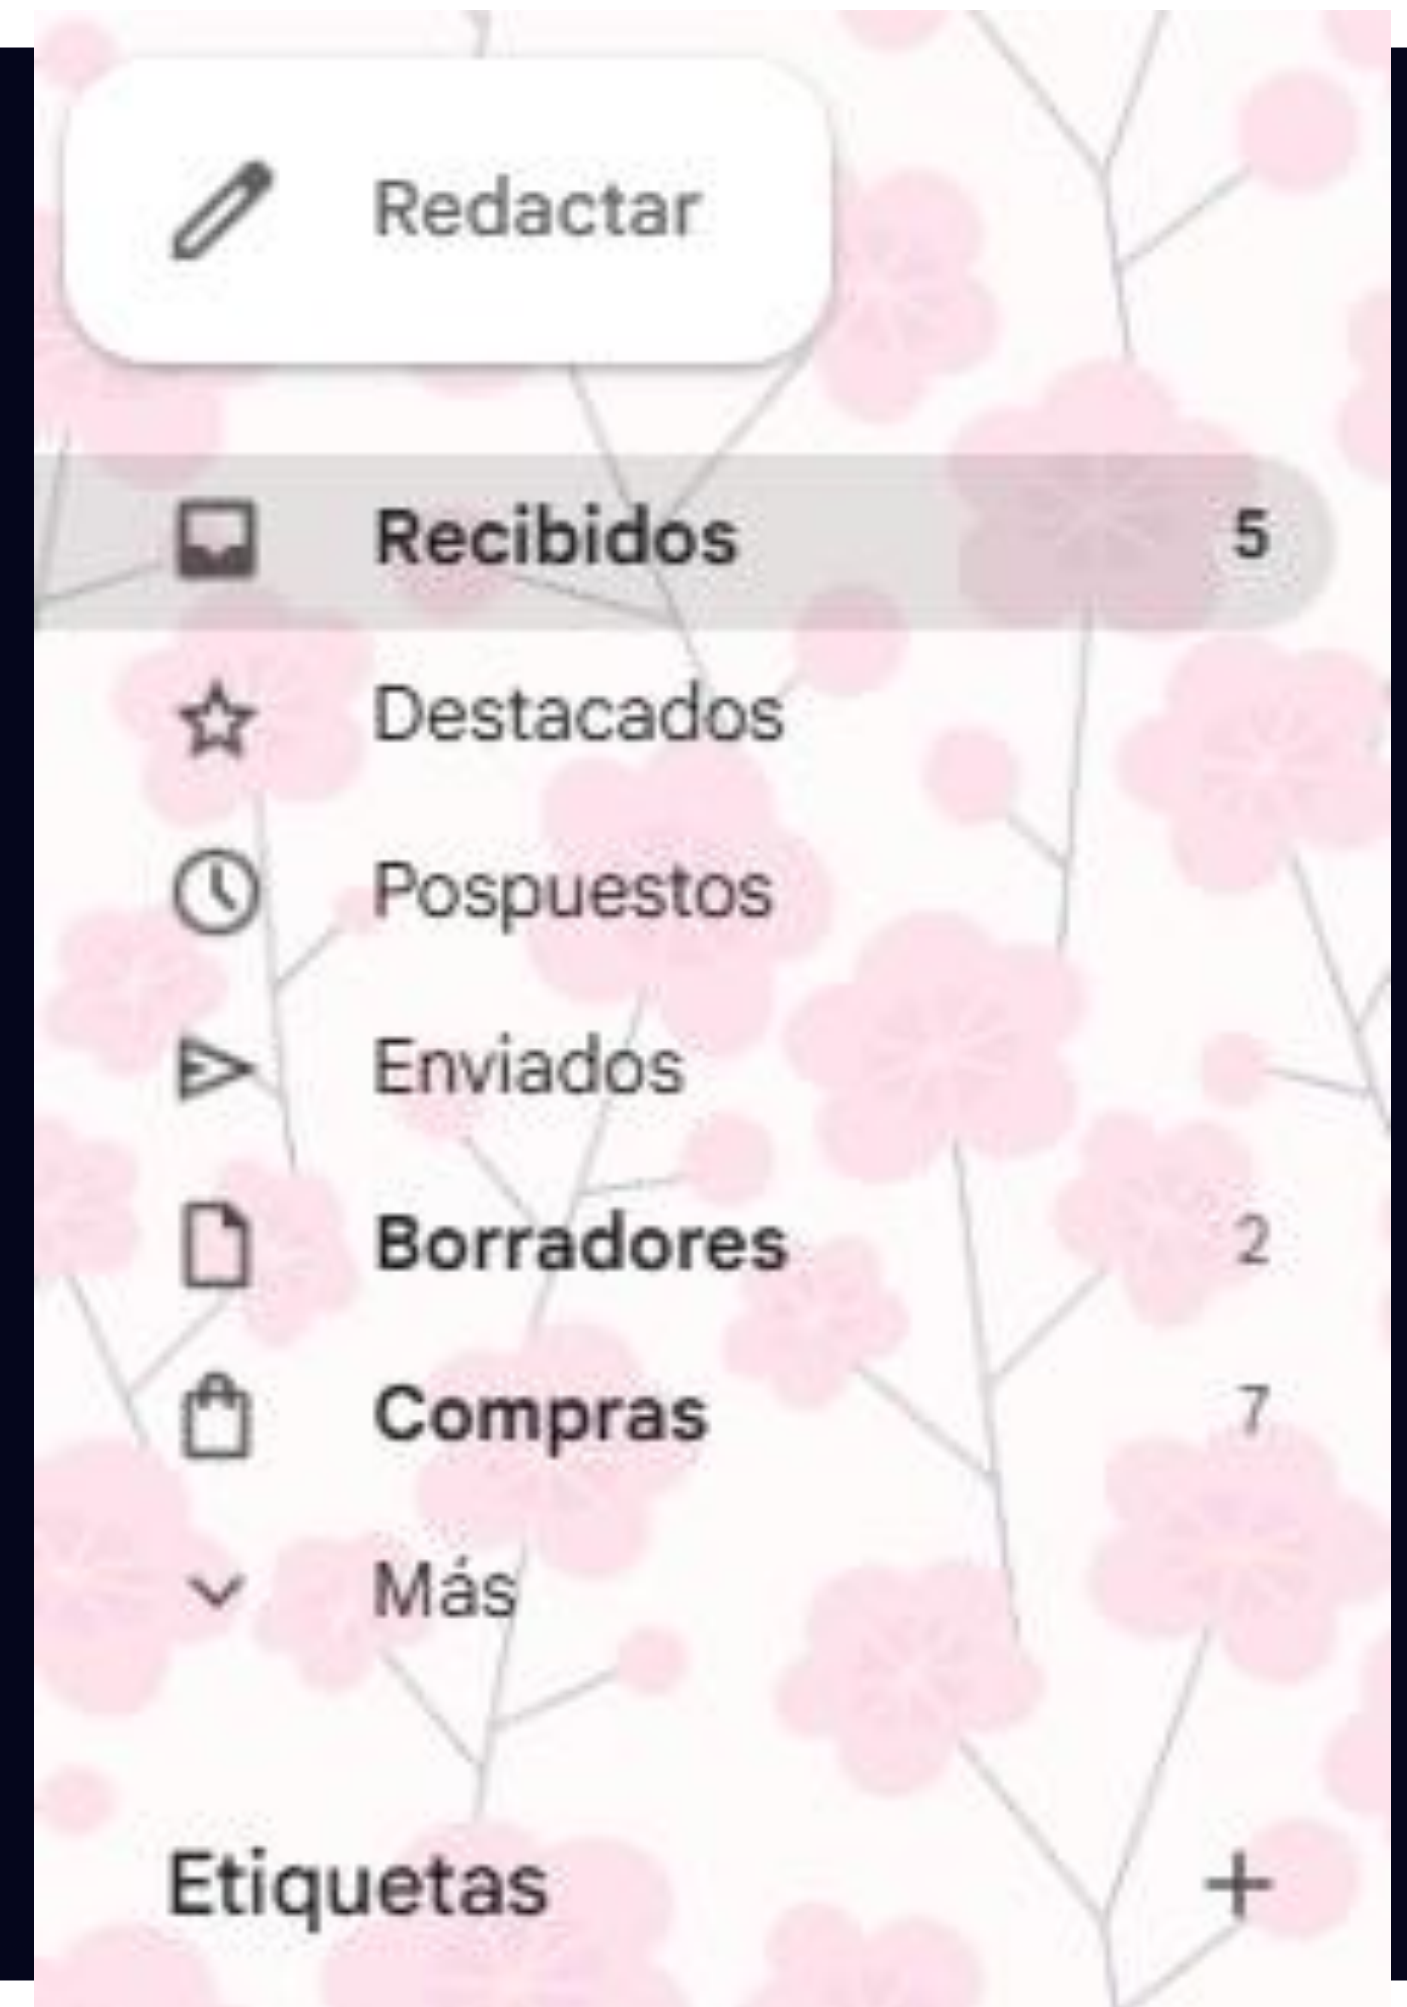 Redactar
Recibidos 5
Destacados
Pospuestos
Enviados
Borradores 2
Compras 7
Más
Etiquetas +